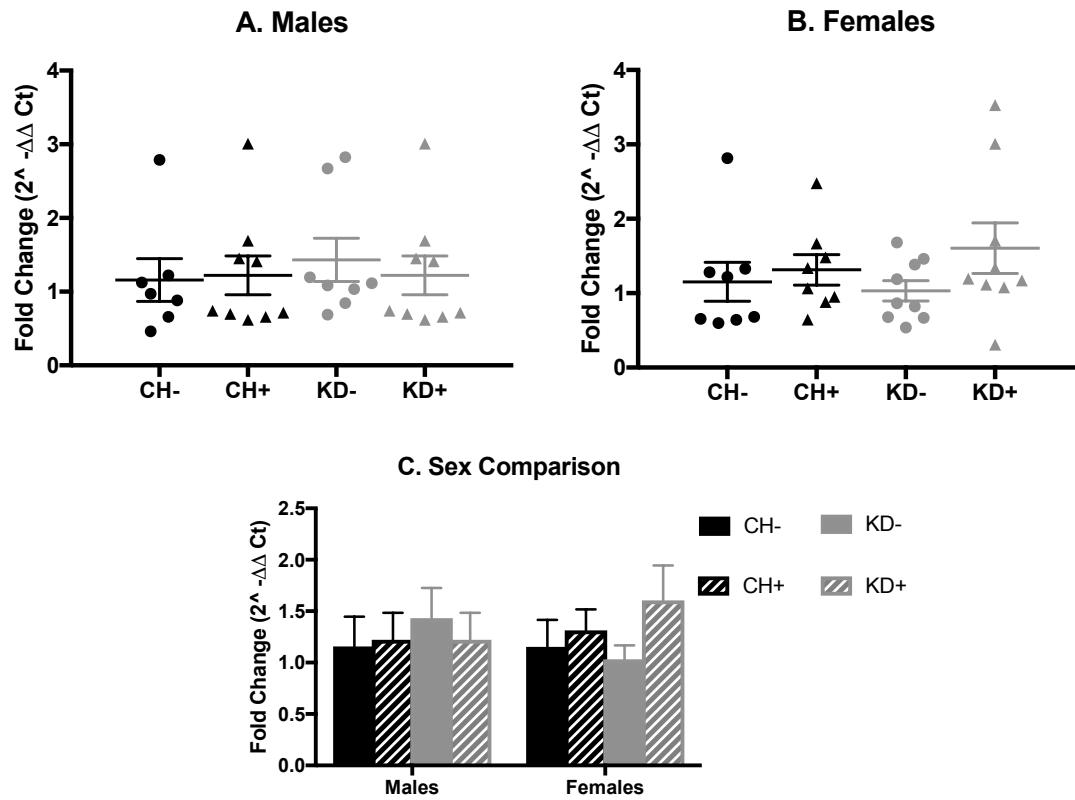 A. Males
Fold Change (2^ -ΔΔ Ct)
4
3
2
1
0
CH- CH+ KD- KD+
B. Females
Fold Change (2^ -ΔΔ Ct)
4
3
2
1
0
CH- CH+ KD- KD+
C. Sex Comparison
Fold Change (2^ -ΔΔ Ct)
2.5
2.0
1.5
1.0
0.5
0.0
Males Females
CH- KD-
CH+ KD+